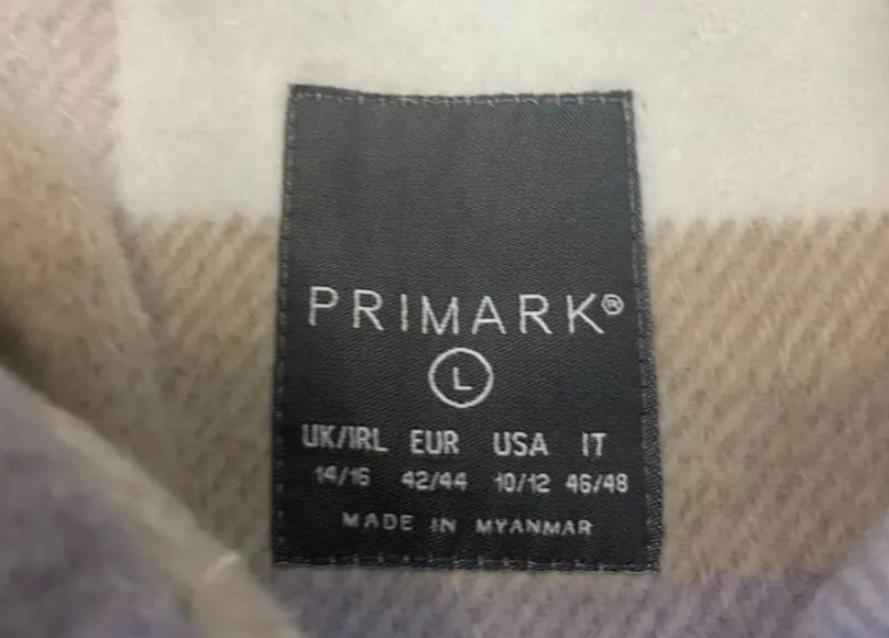 PRIMARK®
L
UK/IRL EUR USA IT
14/16 42/44 10/12 46/48
MADE IN MYANMAR